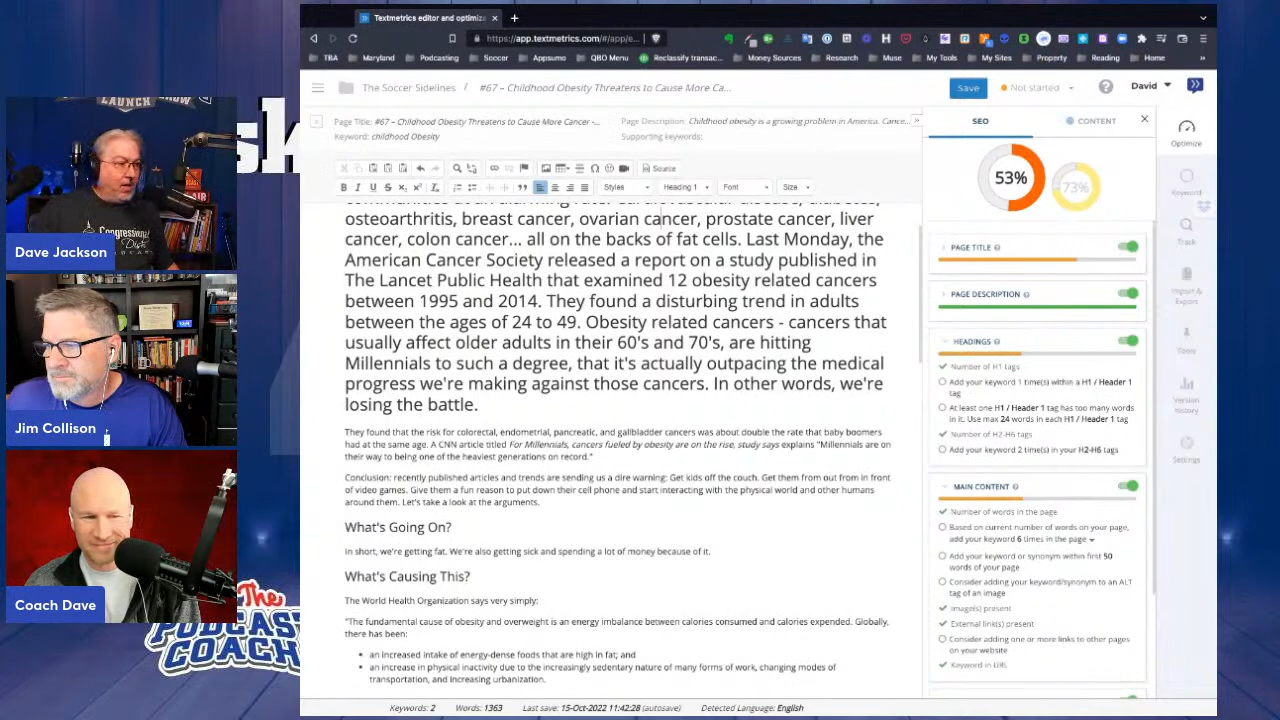 Textmetrics editor and optimiza
https://app.textmetrics.com/#/app/e...
TBA
Maryland
Podcasting
Soccer
Appsumo
QBO Menu
Reclassify transac...
Money Sources
Research
Muse
My Tools
My Sites
Property
Reading
Home
The Soccer Sidelines / #67 – Childhood Obesity Threatens to Cause More Ca...
Save
Not started
David
Page Title: #67 – Childhood Obesity Threatens to Cause More Cancer -...
Keyword: childhood Obesity
Page Description: Childhood obesity is a growing problem in America. Cance...
Supporting keywords:
Source
Styles
Heading 1
Font
Size
osteoarthritis, breast cancer, ovarian cancer, prostate cancer, liver
cancer, colon cancer... all on the backs of fat cells. Last Monday, the
American Cancer Society released a report on a study published in
The Lancet Public Health that examined 12 obesity related cancers
between 1995 and 2014. They found a disturbing trend in adults
between the ages of 24 to 49. Obesity related cancers - cancers that
usually affect older adults in their 60's and 70's, are hitting
Millennials to such a degree, that it's actually outpacing the medical
progress we're making against those cancers. In other words, we're
losing the battle.
They found that the risk for colorectal, endometrial, pancreatic, and gallbladder cancers was about double the rate that baby boomers
had at the same age. A CNN article titled For Millennials, cancers fueled by obesity are on the rise, study says explains "Millennials are on
their way to being one of the heaviest generations on record."
Conclusion: recently published articles and trends are sending us a dire warning: Get kids off the couch. Get them from out from in front
of video games. Give them a fun reason to put down their cell phone and start interacting with the physical world and other humans
around them. Let's take a look at the arguments.
What's Going On?
In short, we're getting fat. We're also getting sick and spending a lot of money because of it.
What's Causing This?
The World Health Organization says very simply:
"The fundamental cause of obesity and overweight is an energy imbalance between calories consumed and calories expended. Globally,
there has been:
an increased intake of energy-dense foods that are high in fat; and
an increase in physical inactivity due to the increasingly sedentary nature of many forms of work, changing modes of
transportation, and increasing urbanization.
Keywords: 2
Words: 1363
Last save: 15-Oct-2022 11:42:28 (autosave)
Detected Language: English
SEO
CONTENT
53%
73%
PAGE TITLE
PAGE DESCRIPTION
HEADINGS
Number of H1 tags
Add your keyword 1 time(s) within a H1 / Header 1
tag
At least one H1 / Header 1 tag has too many words
in it. Use max 24 words in each H1 / Header 1 tag
Number of H2-H6 tags
Add your keyword 2 time(s) in your H2-H6 tags
MAIN CONTENT
Number of words in the page
Based on current number of words on your page,
add your keyword 6 times in the page
Add your keyword or synonym within first 50
words of your page
Consider adding your keyword/synonym to an ALT
tag of an image
Image(s) present
External link(s) present
Consider adding one or more links to other pages
on your website
Keyword in URL
Optimize
Keyword
Track
Import &
Export
Tools
Version
history
Settings
LAUNCH
Dave Jackson
Jim Collison
Coach Dave
The
PODCAST
COACH